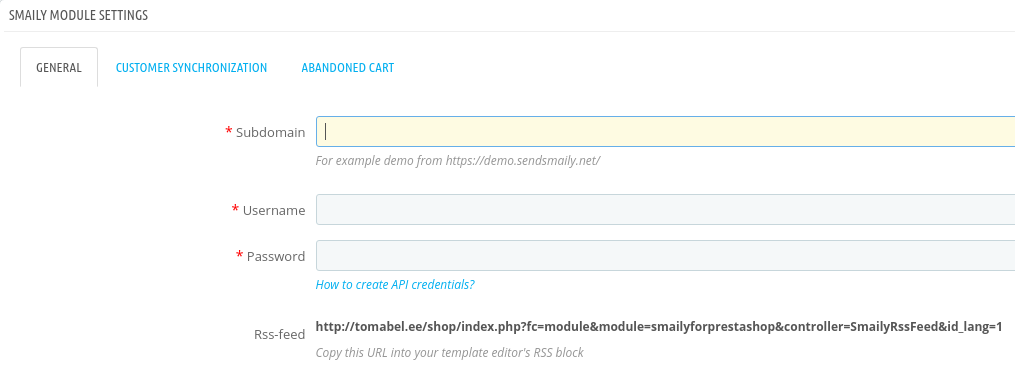 SMAILY MODULE SETTINGS
GENERAL CUSTOMER SYNCHRONIZATION ABANDONED CART
* Subdomain
For example demo from https://demo.sendsmaily.net/
* Username
* Password
How to create API credentials?
Rss-feed http://tomabel.ee/shop/index.php?fc=module&module=smailyforprestashop&controller=SmailyRssFeed&id_lang=1
Copy this URL into your template editor's RSS block